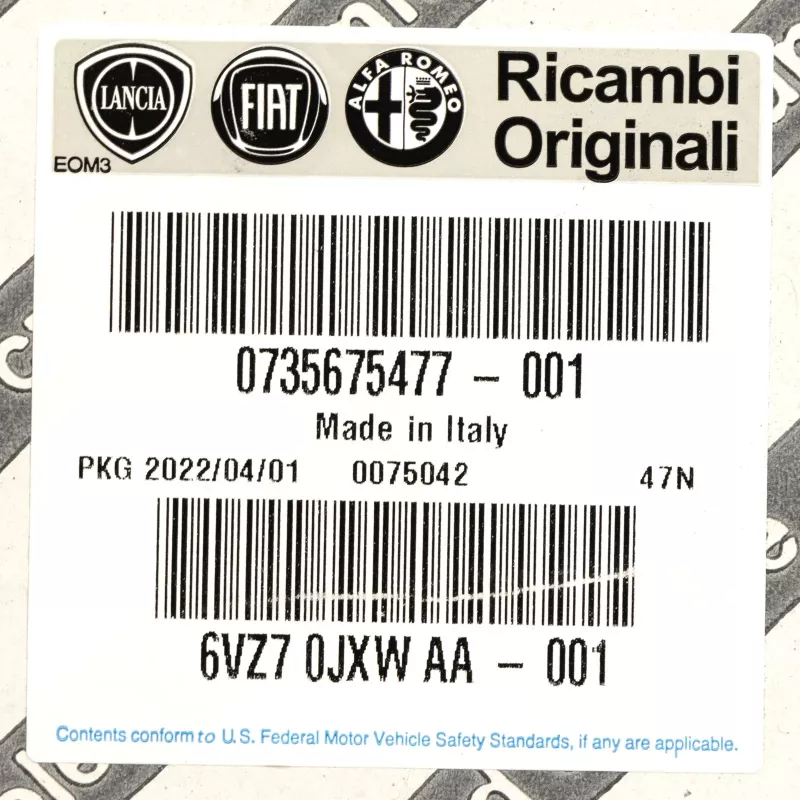 LANCIA FIAT ALFA ROMEO Ricambi
Originali
EOM3
0735675477 - 001
Made in Italy
PKG 2022/04/01 0075042 47N
6VZ7 0JXW AA - 001
Contents conform to U.S. Federal Motor Vehicle Safety Standards, if any are applicable.